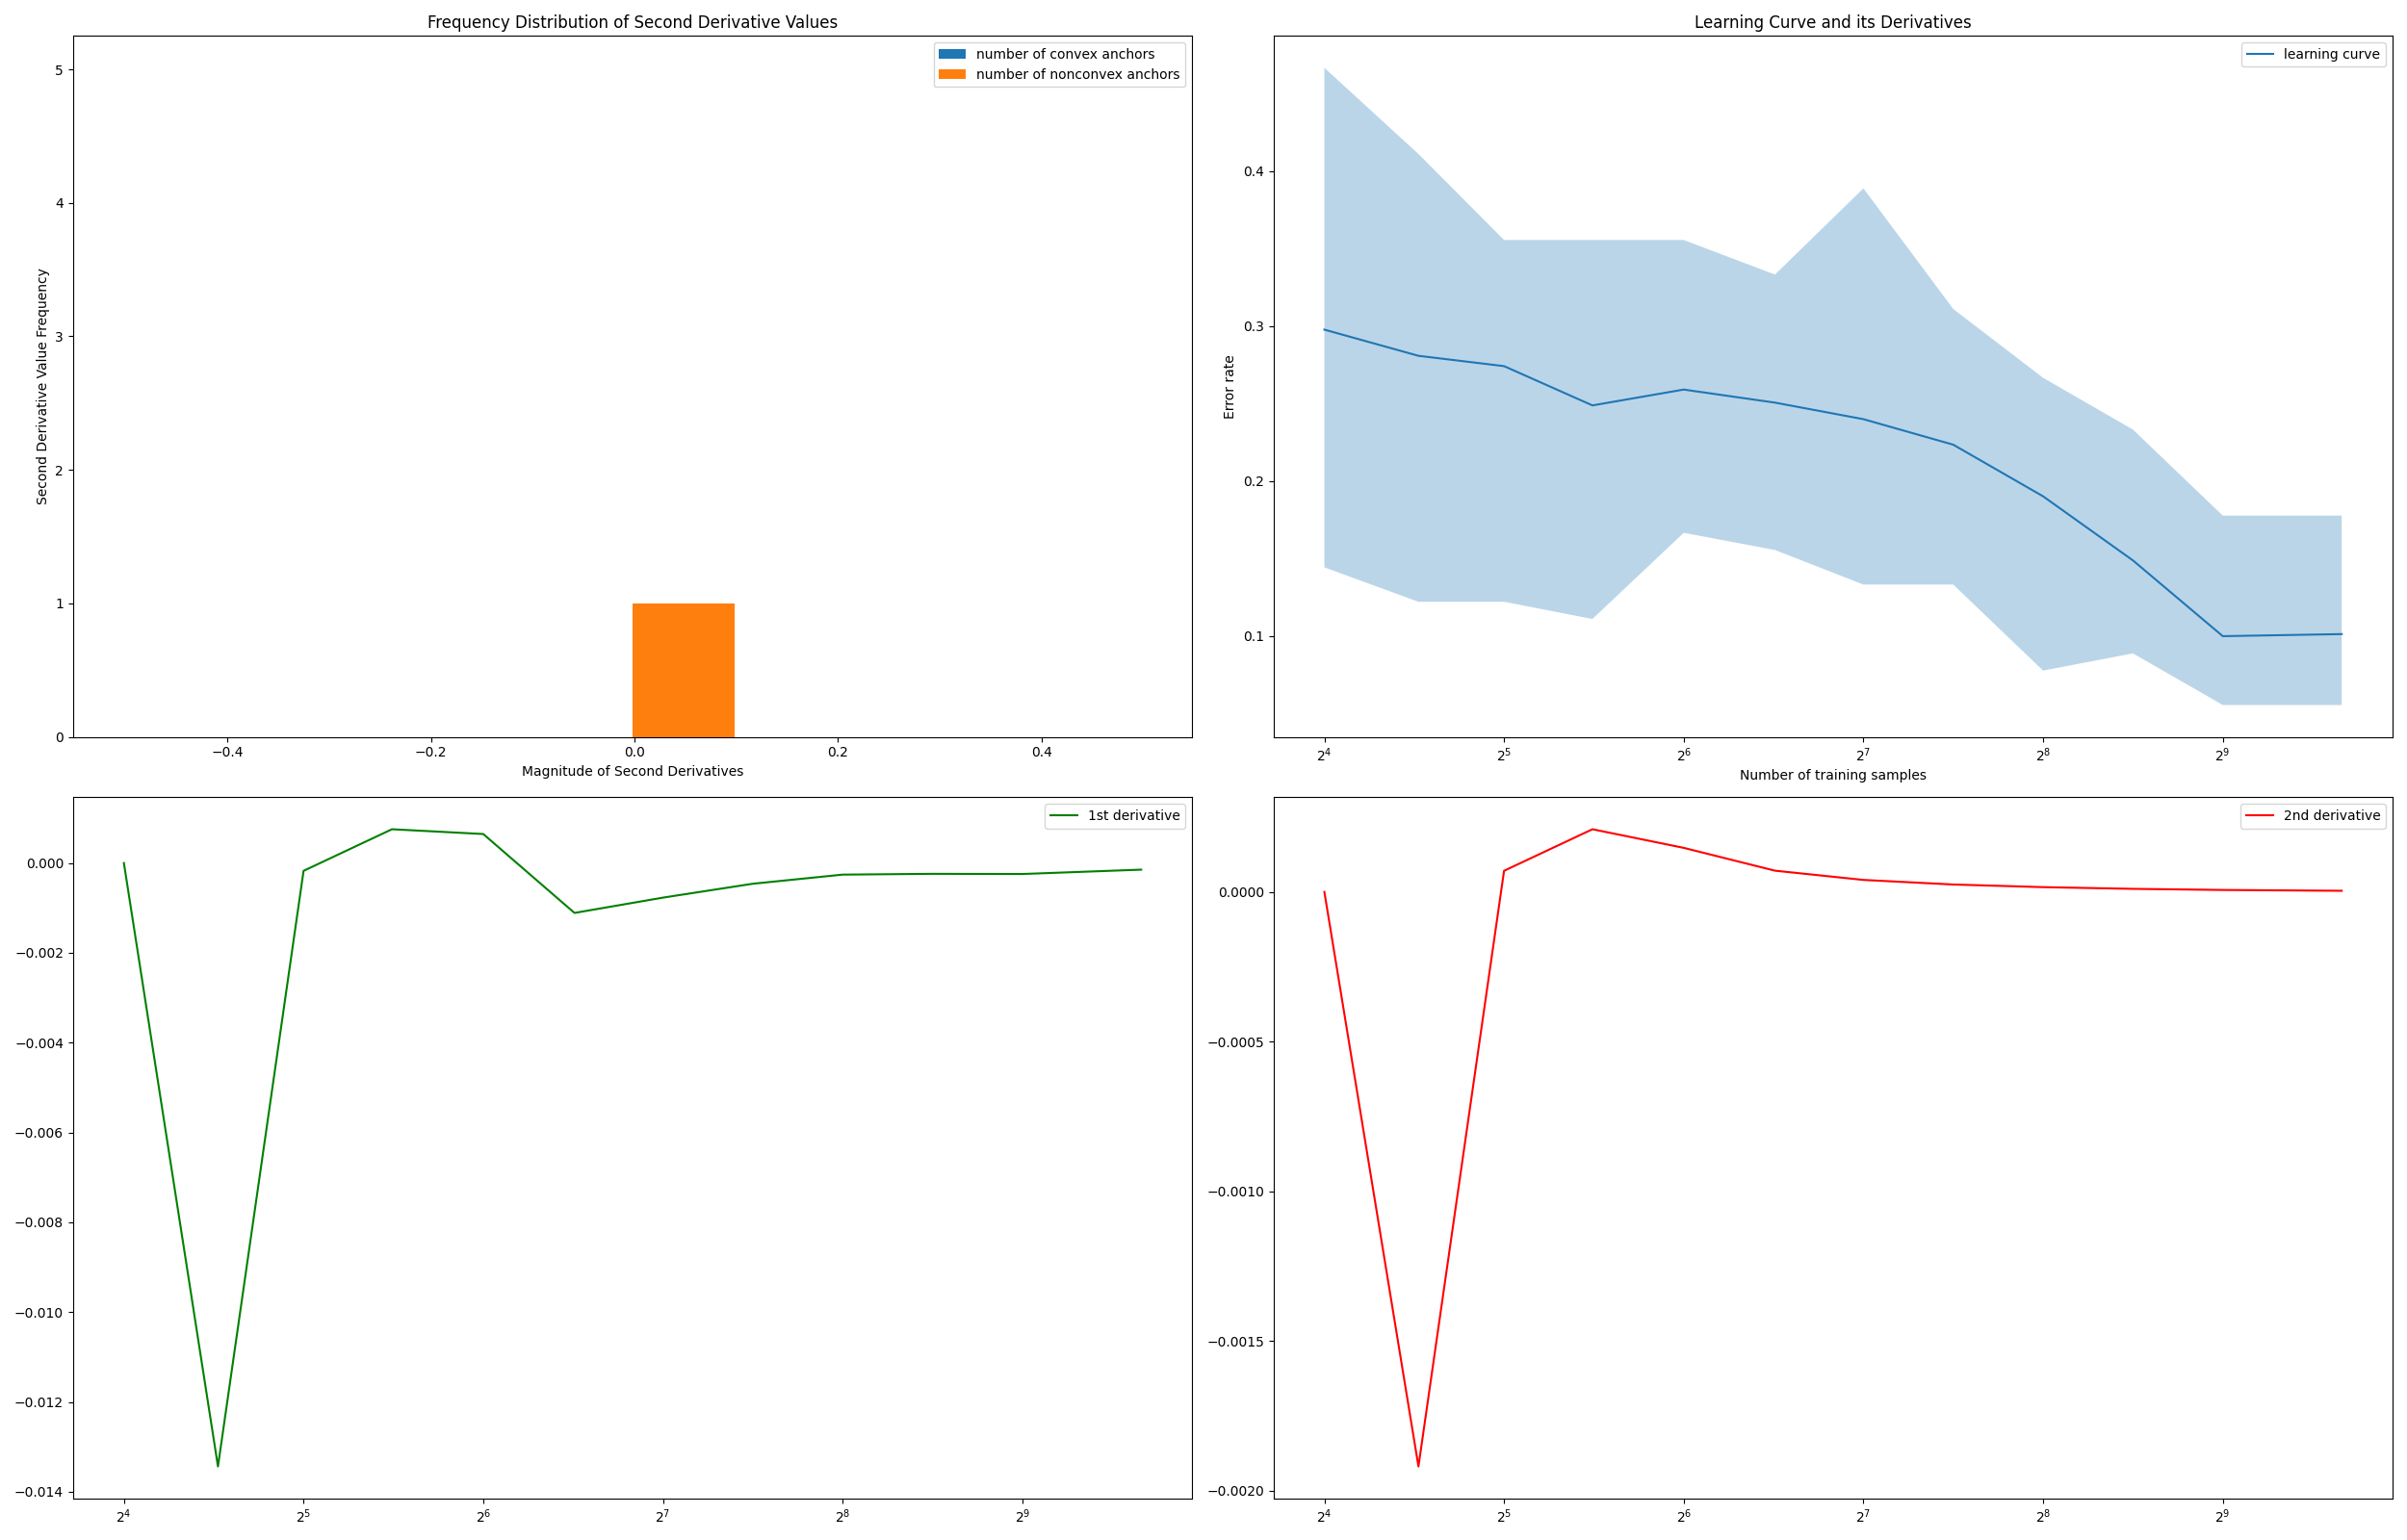 Frequency Distribution of Second Derivative Values
number of convex anchors
number of nonconvex anchors
Second Derivative Value Frequency
5
4
3
2
1
0
−0.4 −0.2 0.0 0.2 0.4
Magnitude of Second Derivatives
Learning Curve and its Derivatives
learning curve
Error rate
0.4
0.3
0.2
0.1
2⁴ 2⁵ 2⁶ 2⁷ 2⁸ 2⁹
Number of training samples
1st derivative
0.000
−0.002
−0.004
−0.006
−0.008
−0.010
−0.012
−0.014
2⁴ 2⁵ 2⁶ 2⁷ 2⁸ 2⁹
2nd derivative
0.0000
−0.0005
−0.0010
−0.0015
−0.0020
2⁴ 2⁵ 2⁶ 2⁷ 2⁸ 2⁹